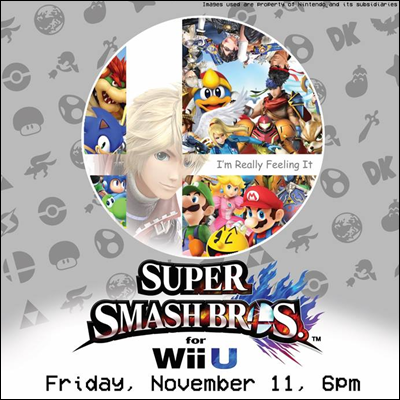 Images used are property of Nintendo and its subsidiaries
DK
I'm Really Feeling It
DK
SUPER
SMASH BROS.™
for
Wii U
Friday, November 11, 6pm